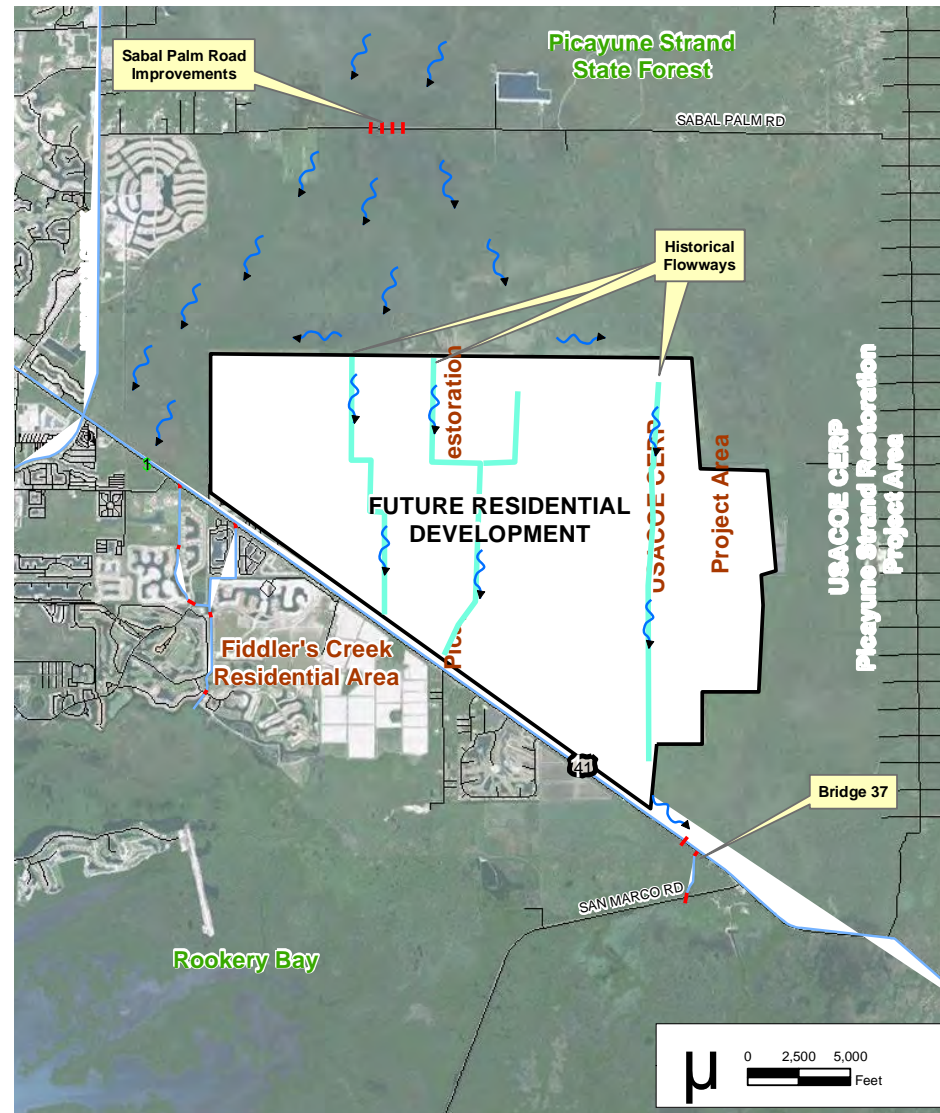 Sabal Palm Road
Improvements
Picayune Strand
State Forest
SABAL PALM RD
Historical
Flowways
estoration
USACOE CERP
Project Area
Pic
USACOE CERP
Picayune Strand Restoration
Project Area
1
FUTURE RESIDENTIAL
DEVELOPMENT
Fiddler's Creek
Residential Area
41
Bridge 37
SAN MARCO RD
Rookery Bay
µ
0 2,500 5,000
Feet